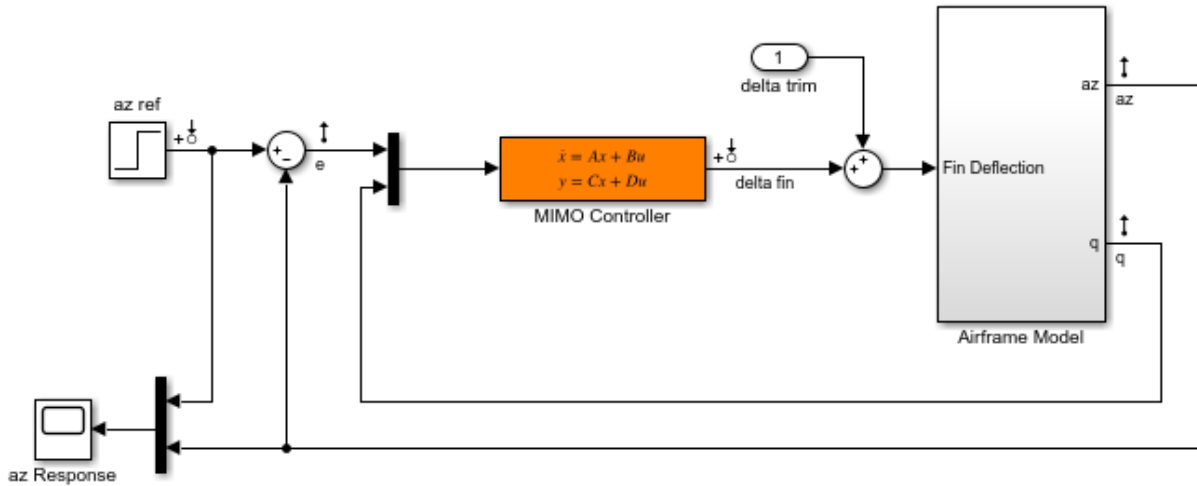 1
delta trim
az ref
+
+
−
e
ẋ = Ax + Bu
y = Cx + Du
MIMO Controller
+
delta fin
+
+
Fin Deflection
az
az
q
q
Airframe Model
az Response